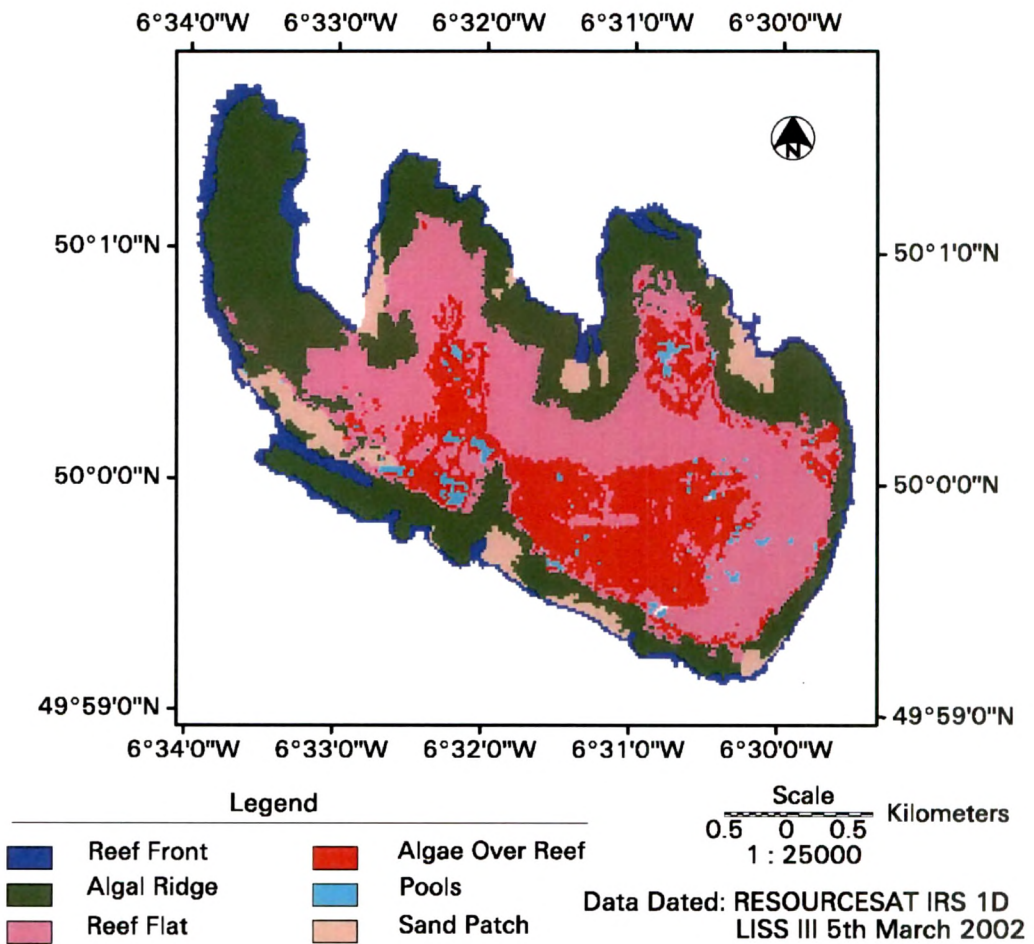 6°34'0"W 6°33'0"W 6°32'0"W 6°31'0"W 6°30'0"W
N
50°1'0"N 50°1'0"N
50°0'0"N 50°0'0"N
49°59'0"N 49°59'0"N
6°34'0"W 6°33'0"W 6°32'0"W 6°31'0"W 6°30'0"W
Legend
Reef Front
Algal Ridge
Reef Flat
Algae Over Reef
Pools
Sand Patch
Scale
Kilometers
0.5 0 0.5
1 : 25000
Data Dated: RESOURCESAT IRS 1D
LISS III 5th March 2002